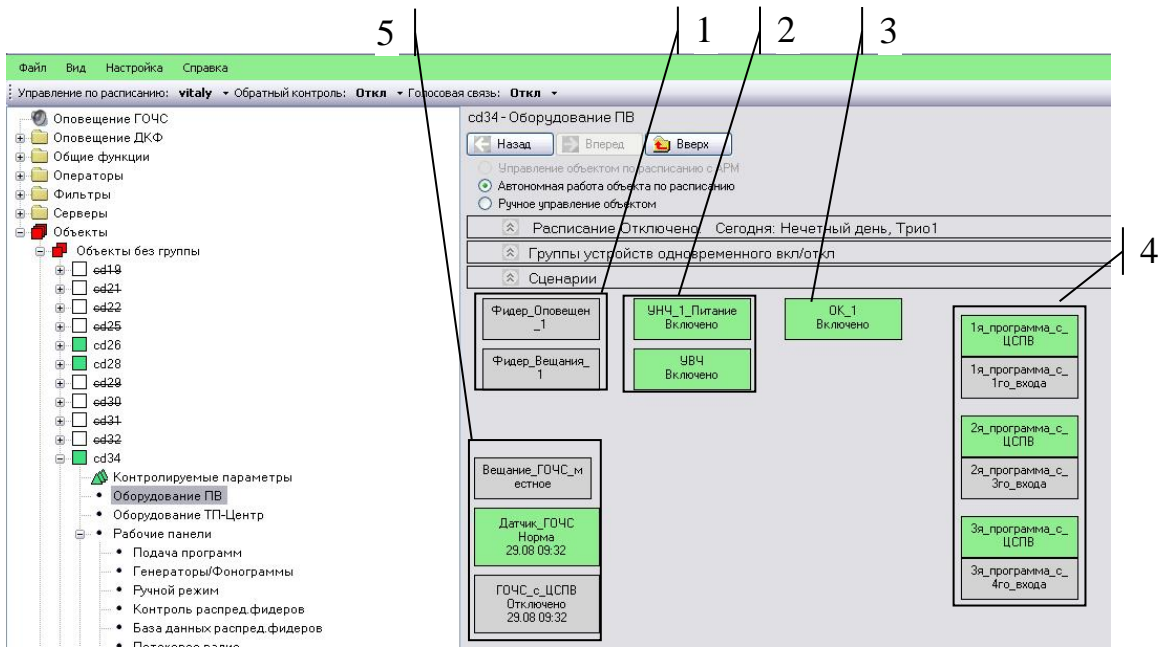 5
1
2
3
Файл Вид Настройка Справка
Управление по расписанию: vitaly Обратный контроль: Откл Голосовая связь: Откл
Оповещение ГОЧС
Оповещение ДКФ
Общие функции
Операторы
Фильтры
Серверы
Объекты
Объекты без группы
cd19
cd21
cd22
cd25
cd26
cd28
cd29
cd30
cd31
cd32
cd34
Контролируемые параметры
Оборудование ПВ
Оборудование ТП-Центр
Рабочие панели
Подача программ
Генераторы/Фонограммы
Ручной режим
Контроль распред.фидеров
База данных распред.фидеров
Потоковое радио
cd34 - Оборудование ПВ
Назад Вперед Вверх
Управление объектом по расписанию с АРМ
Автономная работа объекта по расписанию
Ручное управление объектом
Расписание Отключено. Сегодня: Нечетный день, Трио1
Группы устройств одновременного вкл/откл
Сценарии
4
Фидер_Оповещен
_1
Фидер_Вещания_
1
УНЧ_1_Питание
Включено
УВЧ
Включено
ОК_1
Включено
1я_программа_с_
ЦСПВ
1я_программа_с_
1го_входа
2я_программа_с_
ЦСПВ
2я_программа_с_
3го_входа
3я_программа_с_
ЦСПВ
3я_программа_с_
4го_входа
Вещание_ГОЧС_м
естное
Датчик_ГОЧС
Норма
29.08 09:32
ГОЧС_с_ЦСПВ
Отключено
29.08 09:32